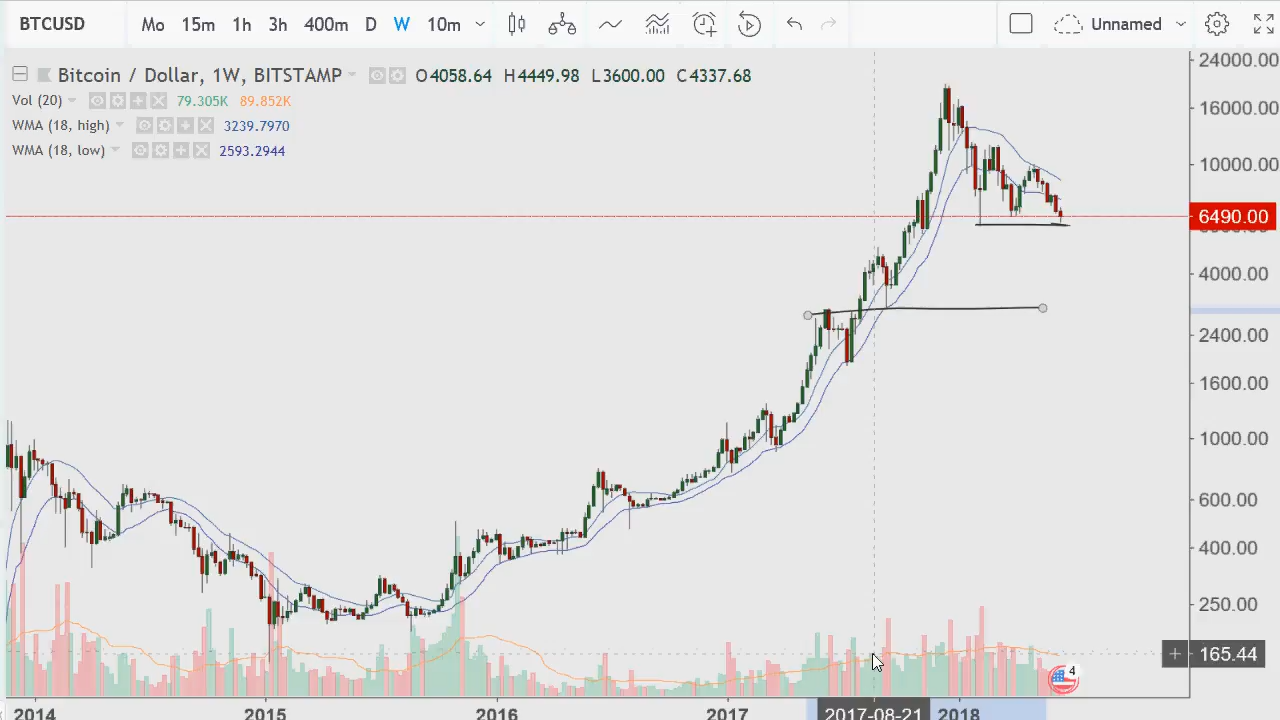 BTCUSD Mo 15m 1h 3h 400m D W 10m Unnamed
Bitcoin / Dollar, 1W, BITSTAMP O4058.64 H4449.98 L3600.00 C4337.68
Vol (20) 79.305K 89.852K
WMA (18, high) 3239.7970
WMA (18, low) 2593.2944
24000.00
16000.00
10000.00
6490.00
4000.00
2400.00
1600.00
1000.00
600.00
400.00
250.00
165.44
4
2014 2015 2016 2017 2017-08-21 2018